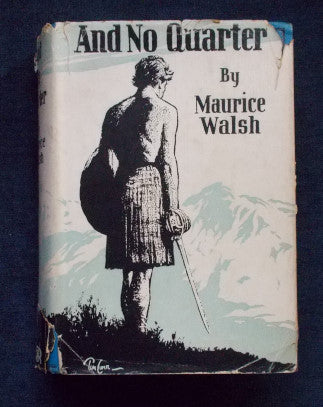 And No Quarter
By
Maurice
Walsh